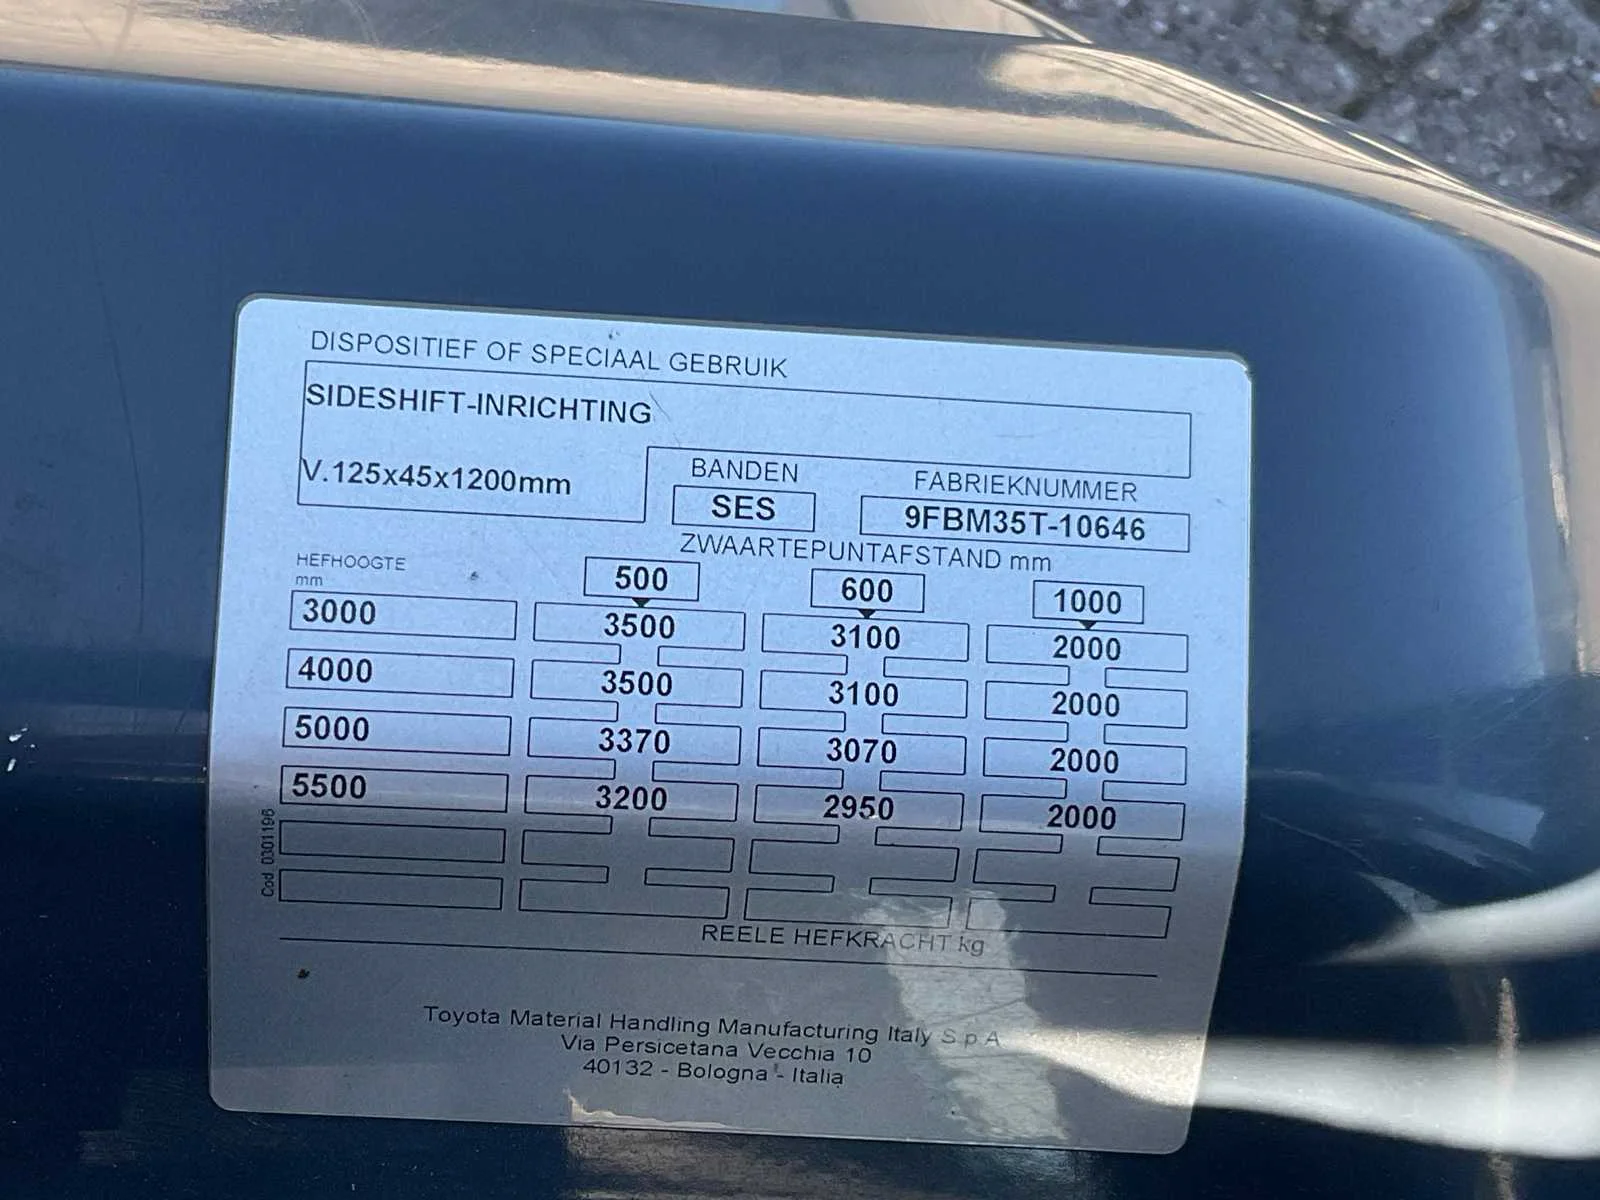 DISPOSITIEF OF SPECIAAL GEBRUIK
SIDESHIFT-INRICHTING
V.125x45x1200mm
BANDEN FABRIEKNUMMER
SES 9FBM35T-10646
ZWAARTEPUNTAFSTAND mm
HEFHOOGTE
mm
500 600 1000
3000 3500 3100 2000
4000 3500 3100 2000
5000 3370 3070 2000
5500 3200 2950 2000
Cod 0301196
REELE HEFKRACHT kg
Toyota Material Handling Manufacturing Italy S p A
Via Persicetana Vecchia 10
40132 - Bologna - Italia